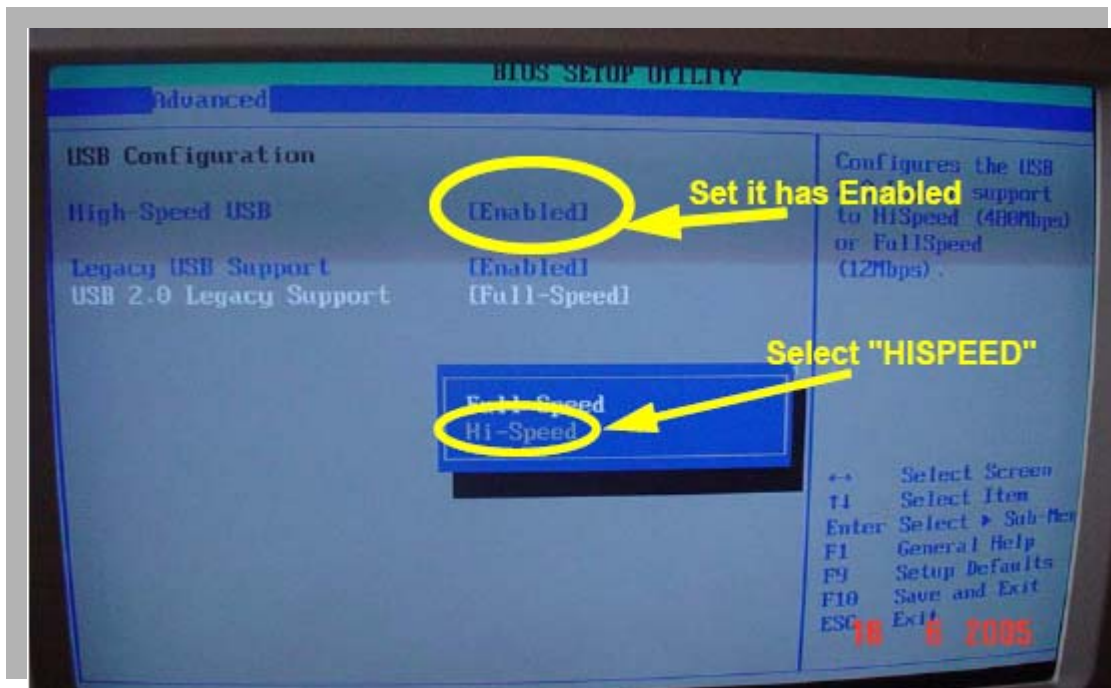 BIOS SETUP UTILITY
Advanced
USB Configuration
High-Speed USB [Enabled]
Legacy USB Support [Enabled]
USB 2.0 Legacy Support [Full-Speed]
Set it has Enabled
Select "HISPEED"
Full-Speed
Hi-Speed
Configures the USB
support
to HiSpeed (480Mbps)
or FullSpeed
(12Mbps).
↔ Select Screen
↑↓ Select Item
Enter Select ▶ Sub-Men
F1 General Help
F9 Setup Defaults
F10 Save and Exit
ESC Exit
2005